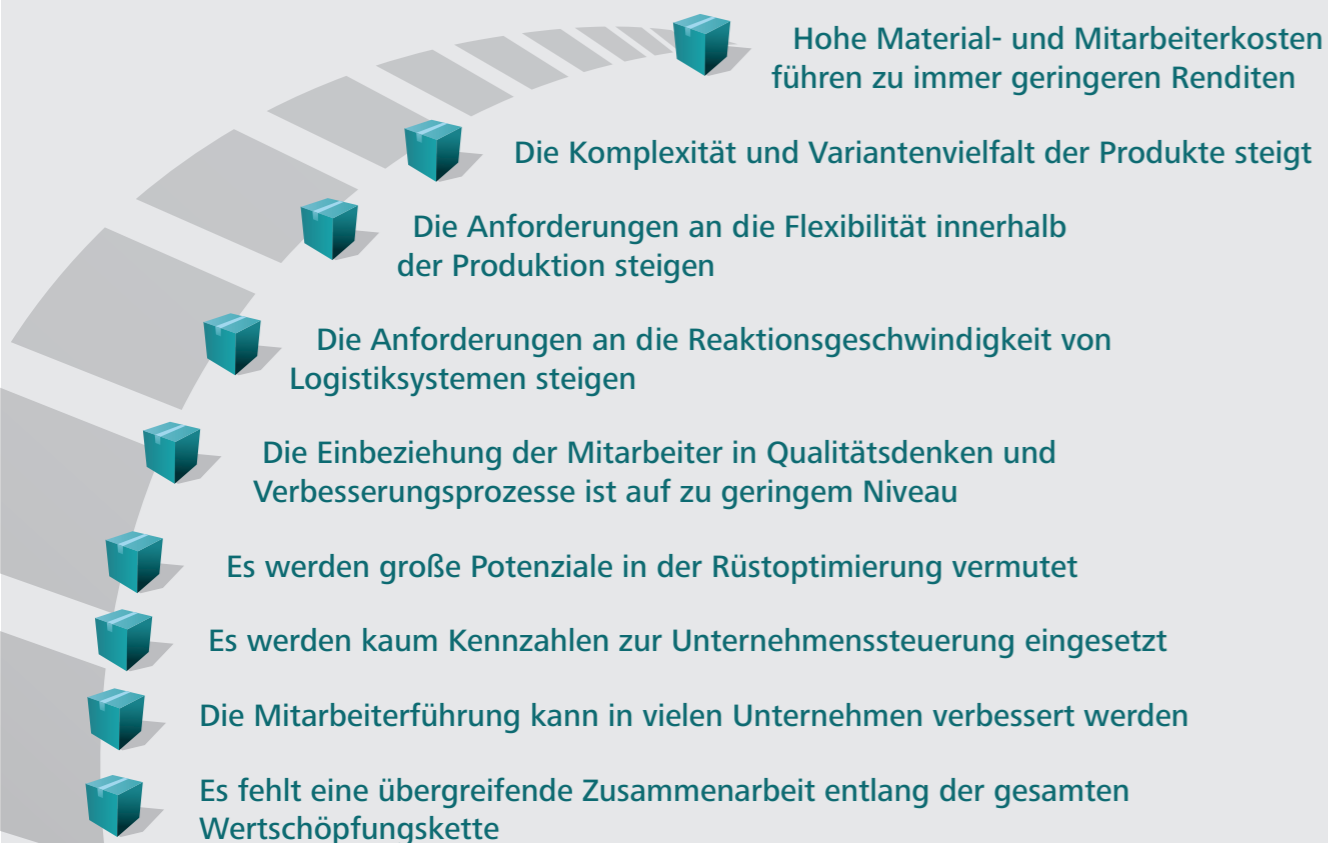 Hohe Material- und Mitarbeiterkosten
führen zu immer geringeren Renditen
Die Komplexität und Variantenvielfalt der Produkte steigt
Die Anforderungen an die Flexibilität innerhalb
der Produktion steigen
Die Anforderungen an die Reaktionsgeschwindigkeit von
Logistiksystemen steigen
Die Einbeziehung der Mitarbeiter in Qualitätsdenken und
Verbesserungsprozesse ist auf zu geringem Niveau
Es werden große Potenziale in der Rüstoptimierung vermutet
Es werden kaum Kennzahlen zur Unternehmenssteuerung eingesetzt
Die Mitarbeiterführung kann in vielen Unternehmen verbessert werden
Es fehlt eine übergreifende Zusammenarbeit entlang der gesamten
Wertschöpfungskette